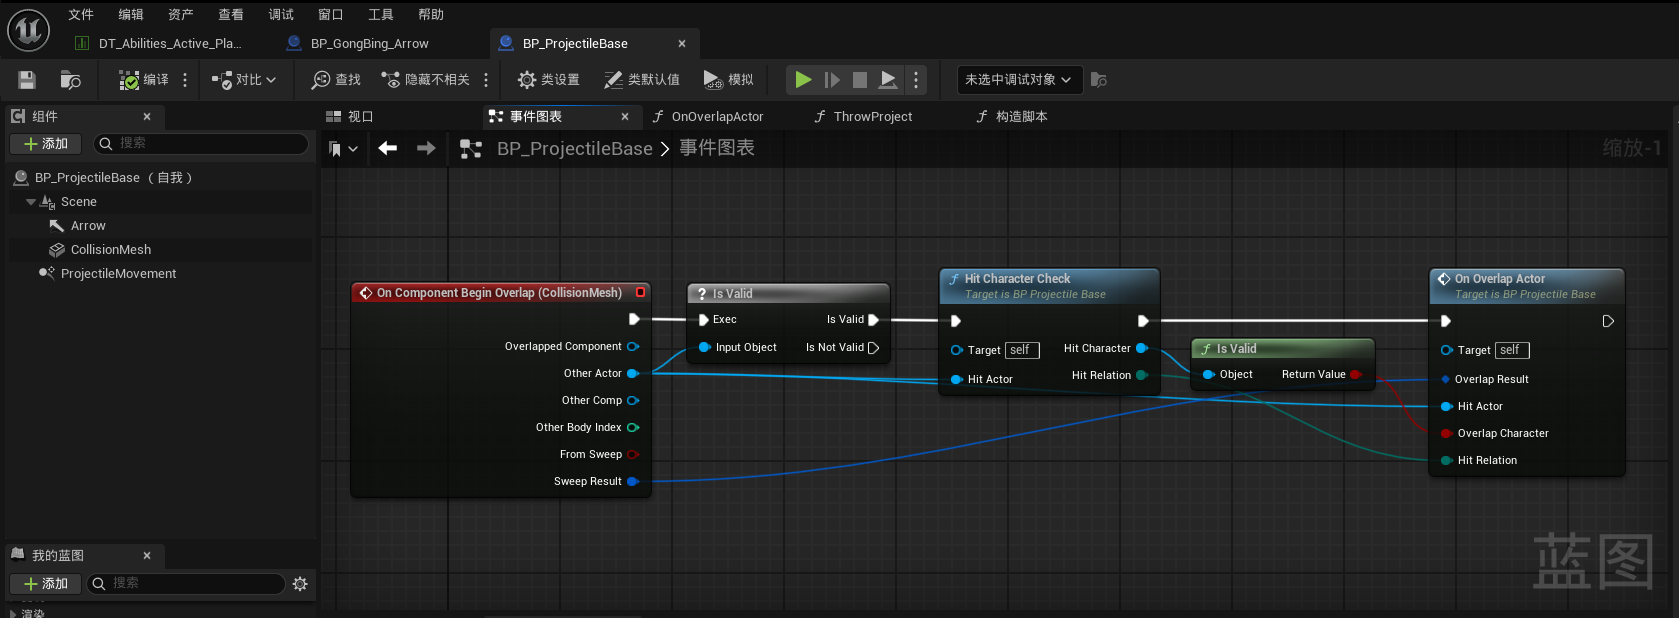 文件 编辑 资产 查看 调试 窗口 工具 帮助
DT_Abilities_Active_Pla... BP_GongBing_Arrow BP_ProjectileBase
编译 对比 查找 隐藏不相关 类设置 类默认值 模拟 未选中调试对象
组件
添加 搜索
BP_ProjectileBase （自我）
Scene
Arrow
CollisionMesh
ProjectileMovement
我的蓝图
添加 搜索
渲染
视口 事件图表 OnOverlapActor ThrowProject 构造脚本
BP_ProjectileBase > 事件图表 缩放-1
On Component Begin Overlap (CollisionMesh)
Overlapped Component
Other Actor
Other Comp
Other Body Index
From Sweep
Sweep Result
? Is Valid
Exec Is Valid
Input Object Is Not Valid
f Hit Character Check
Target is BP Projectile Base
Target self Hit Character
Hit Actor Hit Relation
f Is Valid
Object Return Value
On Overlap Actor
Target is BP Projectile Base
Target self
Overlap Result
Hit Actor
Overlap Character
Hit Relation
蓝图